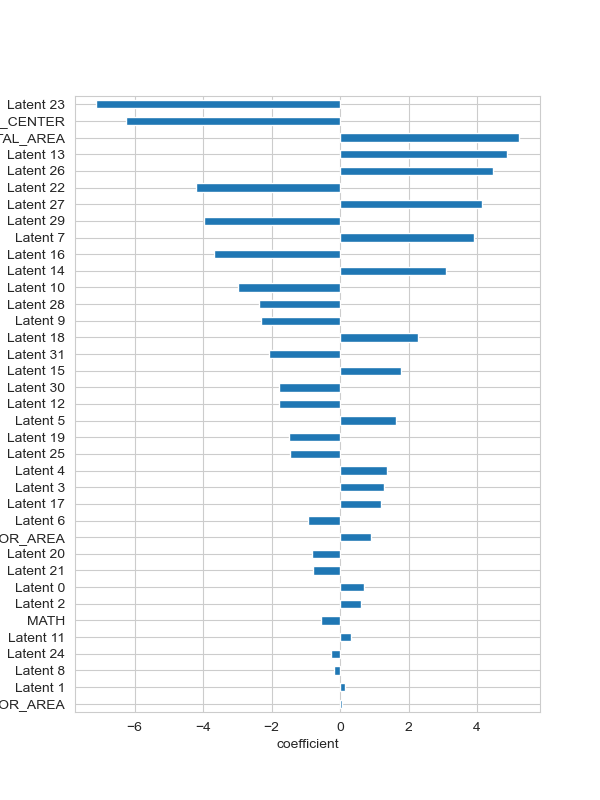 Latent 23
_CENTER
TAL_AREA
Latent 13
Latent 26
Latent 22
Latent 27
Latent 29
Latent 7
Latent 16
Latent 14
Latent 10
Latent 28
Latent 9
Latent 18
Latent 31
Latent 15
Latent 30
Latent 12
Latent 5
Latent 19
Latent 25
Latent 4
Latent 3
Latent 17
Latent 6
OR_AREA
Latent 20
Latent 21
Latent 0
Latent 2
MATH
Latent 11
Latent 24
Latent 8
Latent 1
OR_AREA
−6 −4 −2 0 2 4
coefficient